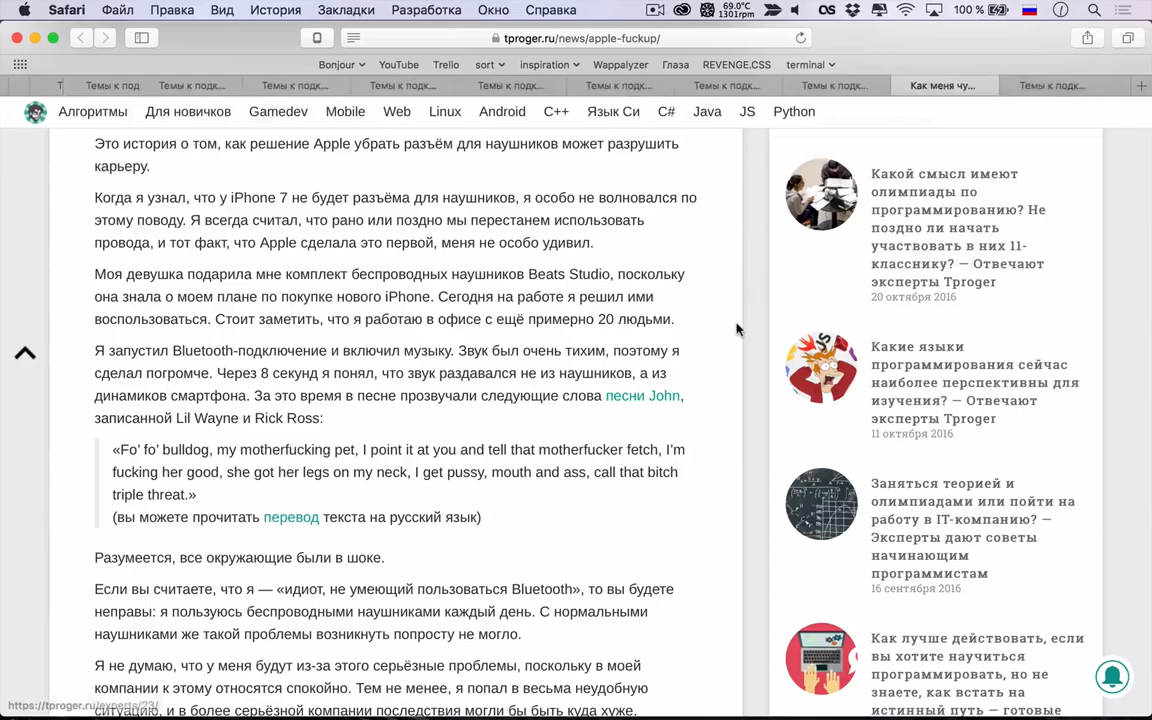 Safari Файл Правка Вид История Закладки Разработка Окно Справка 69.0°C 1301rpm 100 %
tproger.ru/news/apple-fuckup/
Bonjour YouTube Trello sort inspiration Wappalyzer Глаза REVENGE.CSS terminal
Т Темы к под Темы к подк... Темы к подк... Темы к подк... Темы к подк... Темы к подк... Темы к подк... Темы к подк... Как меня чу... Темы к подк...
Алгоритмы Для новичков Gamedev Mobile Web Linux Android C++ Язык Си C# Java JS Python
Это история о том, как решение Apple убрать разъём для наушников может разрушить
карьеру.
Когда я узнал, что у iPhone 7 не будет разъёма для наушников, я особо не волновался по
этому поводу. Я всегда считал, что рано или поздно мы перестанем использовать
провода, и тот факт, что Apple сделала это первой, меня не особо удивил.
Моя девушка подарила мне комплект беспроводных наушников Beats Studio, поскольку
она знала о моем плане по покупке нового iPhone. Сегодня на работе я решил ими
воспользоваться. Стоит заметить, что я работаю в офисе с ещё примерно 20 людьми.
Я запустил Bluetooth-подключение и включил музыку. Звук был очень тихим, поэтому я
сделал погромче. Через 8 секунд я понял, что звук раздавался не из наушников, а из
динамиков смартфона. За это время в песне прозвучали следующие слова песни John,
записанной Lil Wayne и Rick Ross:
«Fo’ fo’ bulldog, my motherfucking pet, I point it at you and tell that motherfucker fetch, I’m
fucking her good, she got her legs on my neck, I get pussy, mouth and ass, call that bitch
triple threat.»
(вы можете прочитать перевод текста на русский язык)
Разумеется, все окружающие были в шоке.
Если вы считаете, что я — «идиот, не умеющий пользоваться Bluetooth», то вы будете
неправы: я пользуюсь беспроводными наушниками каждый день. С нормальными
наушниками же такой проблемы возникнуть попросту не могло.
Я не думаю, что у меня будут из-за этого серьёзные проблемы, поскольку в моей
компании к этому относятся спокойно. Тем не менее, я попал в весьма неудобную
ситуацию, и в более серьёзной компании последствия могли бы быть куда хуже.
Какой смысл имеют
олимпиады по
программированию? Не
поздно ли начать
участвовать в них 11-
класснику? — Отвечают
эксперты Tproger
20 октября 2016
Какие языки
программирования сейчас
наиболее перспективны для
изучения? — Отвечают
эксперты Tproger
11 октября 2016
Заняться теорией и
олимпиадами или пойти на
работу в IT-компанию? —
Эксперты дают советы
начинающим
программистам
16 сентября 2016
Как лучше действовать, если
вы хотите научиться
программировать, но не
знаете, как встать на
истинный путь — готовые
https://tproger.ru/experts/23/